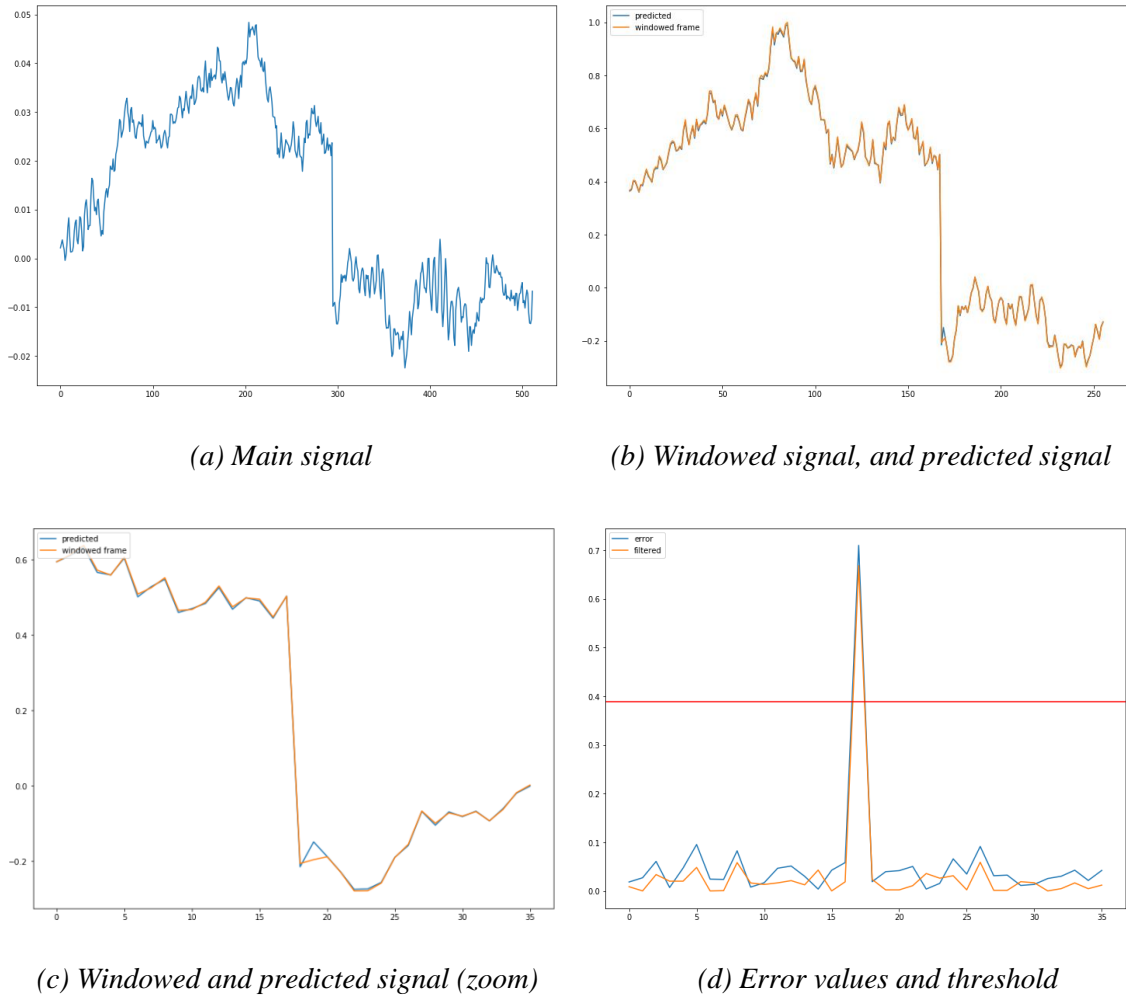 0.05
0.04
0.03
0.02
0.01
0.00
−0.01
−0.02
0 100 200 300 400 500
(a) Main signal
predicted
windowed frame
1.0
0.8
0.6
0.4
0.2
0.0
−0.2
0 50 100 150 200 250
(b) Windowed signal, and predicted signal
predicted
windowed frame
0.6
0.4
0.2
0.0
−0.2
0 5 10 15 20 25 30 35
(c) Windowed and predicted signal (zoom)
error
filtered
0.7
0.6
0.5
0.4
0.3
0.2
0.1
0.0
0 5 10 15 20 25 30 35
(d) Error values and threshold